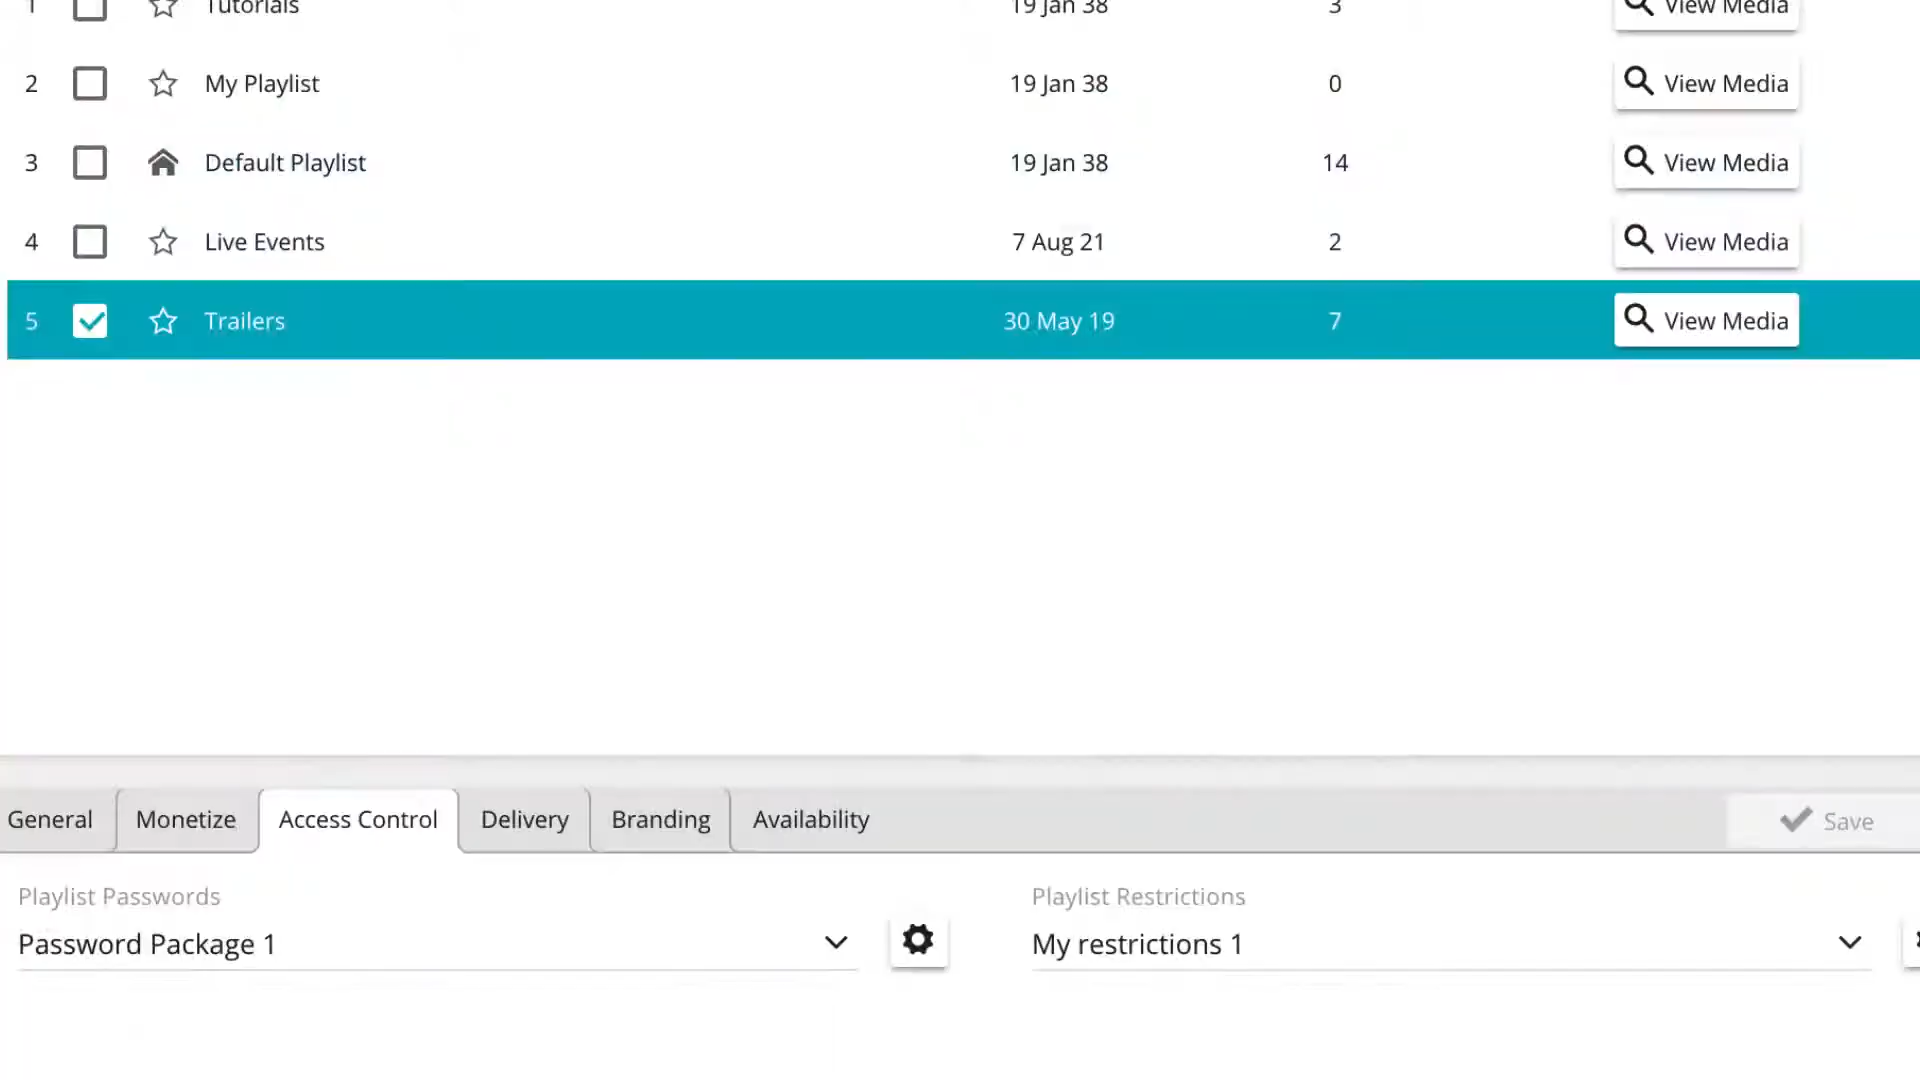 1 Tutorials 19 Jan 38 3 View Media
2 My Playlist 19 Jan 38 0 View Media
3 Default Playlist 19 Jan 38 14 View Media
4 Live Events 7 Aug 21 2 View Media
5 Trailers 30 May 19 7 View Media
General Monetize Access Control Delivery Branding Availability Save
Playlist Passwords Playlist Restrictions
Password Package 1 My restrictions 1